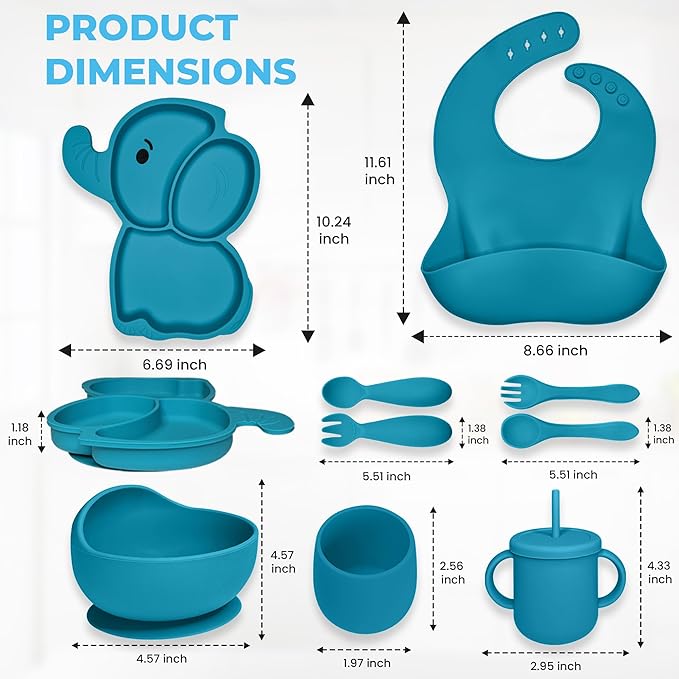 PRODUCT
DIMENSIONS
11.61
inch
10.24
inch
6.69 inch
8.66 inch
1.18
inch
1.38
inch
1.38
inch
5.51 inch
5.51 inch
4.57
inch
2.56
inch
4.33
inch
4.57 inch
1.97 inch
2.95 inch